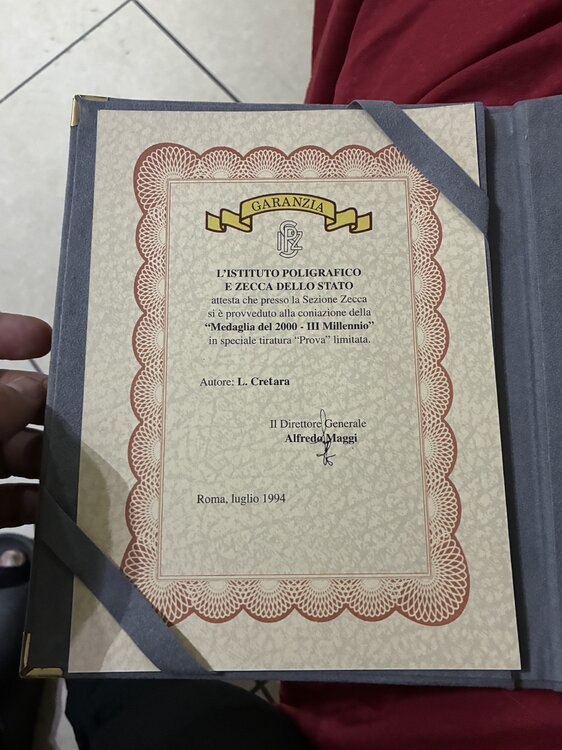 GARANZIA
IPZS
L'ISTITUTO POLIGRAFICO
E ZECCA DELLO STATO
attesta che presso la Sezione Zecca
si è provveduto alla coniazione della
“Medaglia del 2000 - III Millennio”
in speciale tiratura “Prova” limitata.
Autore: L. Cretara
Il Direttore Generale
Alfredo Maggi
Roma, luglio 1994